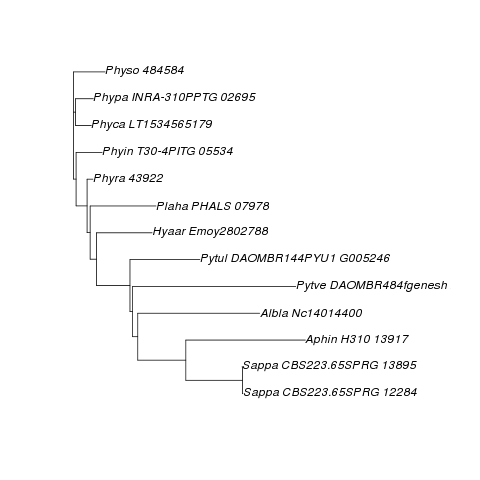 Physo 484584
Phypa INRA-310PPTG 02695
Phyca LT1534565179
Phyin T30-4PITG 05534
Phyra 43922
Plaha PHALS 07978
Hyaar Emoy2802788
Pytul DAOMBR144PYU1 G005246
Pytve DAOMBR484fgenesh
Albla Nc14014400
Aphin H310 13917
Sappa CBS223.65SPRG 13895
Sappa CBS223.65SPRG 12284